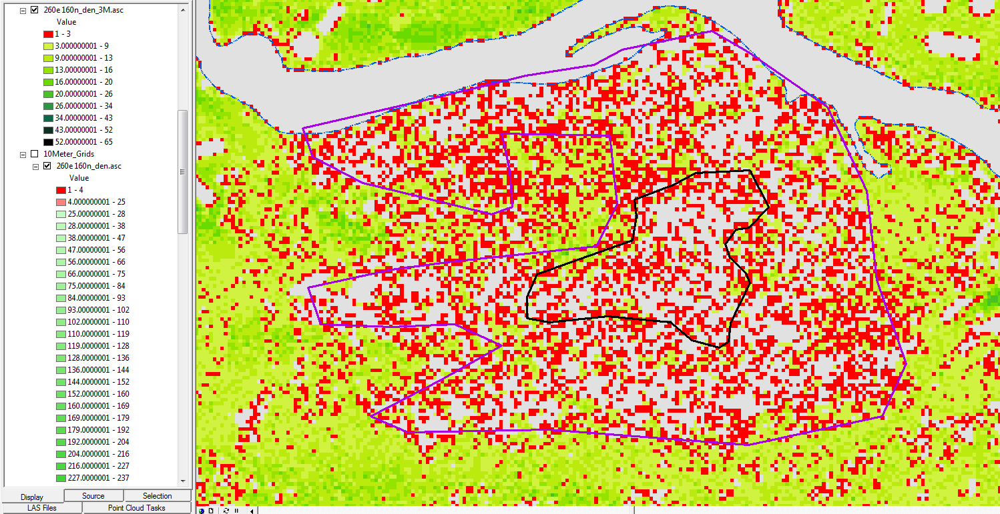 260e160n_den_3M.asc
Value
1 - 3
3.000000001 - 9
9.000000001 - 13
13.00000001 - 16
16.00000001 - 20
20.00000001 - 26
26.00000001 - 34
34.00000001 - 43
43.00000001 - 52
52.00000001 - 65
10Meter_Grids
260e160n_den.asc
Value
1 - 4
4.000000001 - 25
25.00000001 - 28
28.00000001 - 38
38.00000001 - 47
47.00000001 - 56
56.00000001 - 66
66.00000001 - 75
75.00000001 - 84
84.00000001 - 93
93.00000001 - 102
102.0000001 - 110
110.0000001 - 119
119.0000001 - 128
128.0000001 - 136
136.0000001 - 144
144.0000001 - 152
152.0000001 - 160
160.0000001 - 169
169.0000001 - 179
179.0000001 - 192
192.0000001 - 204
204.0000001 - 216
216.0000001 - 227
227.0000001 - 237
Display Source Selection
LAS Files Point Cloud Tasks